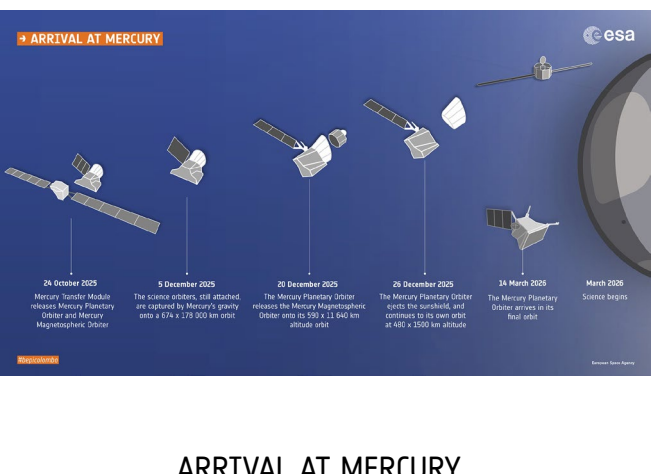 → ARRIVAL AT MERCURY
esa
24 October 2025
Mercury Transfer Module
releases Mercury Planetary
Orbiter and Mercury
Magnetospheric Orbiter
5 December 2025
The science orbiters, still attached,
are captured by Mercury's gravity
onto a 674 x 178 000 km orbit
20 December 2025
The Mercury Planetary Orbiter
releases the Mercury Magnetospheric
Orbiter onto its 590 x 11 640 km
altitude orbit
26 December 2025
The Mercury Planetary Orbiter
ejects the sunshield, and
continues to its own orbit
at 480 x 1500 km altitude
14 March 2026
The Mercury Planetary
Orbiter arrives in its
final orbit
March 2026
Science begins
#bepicolombo
European Space Agency
ARRIVAL AT MERCURY